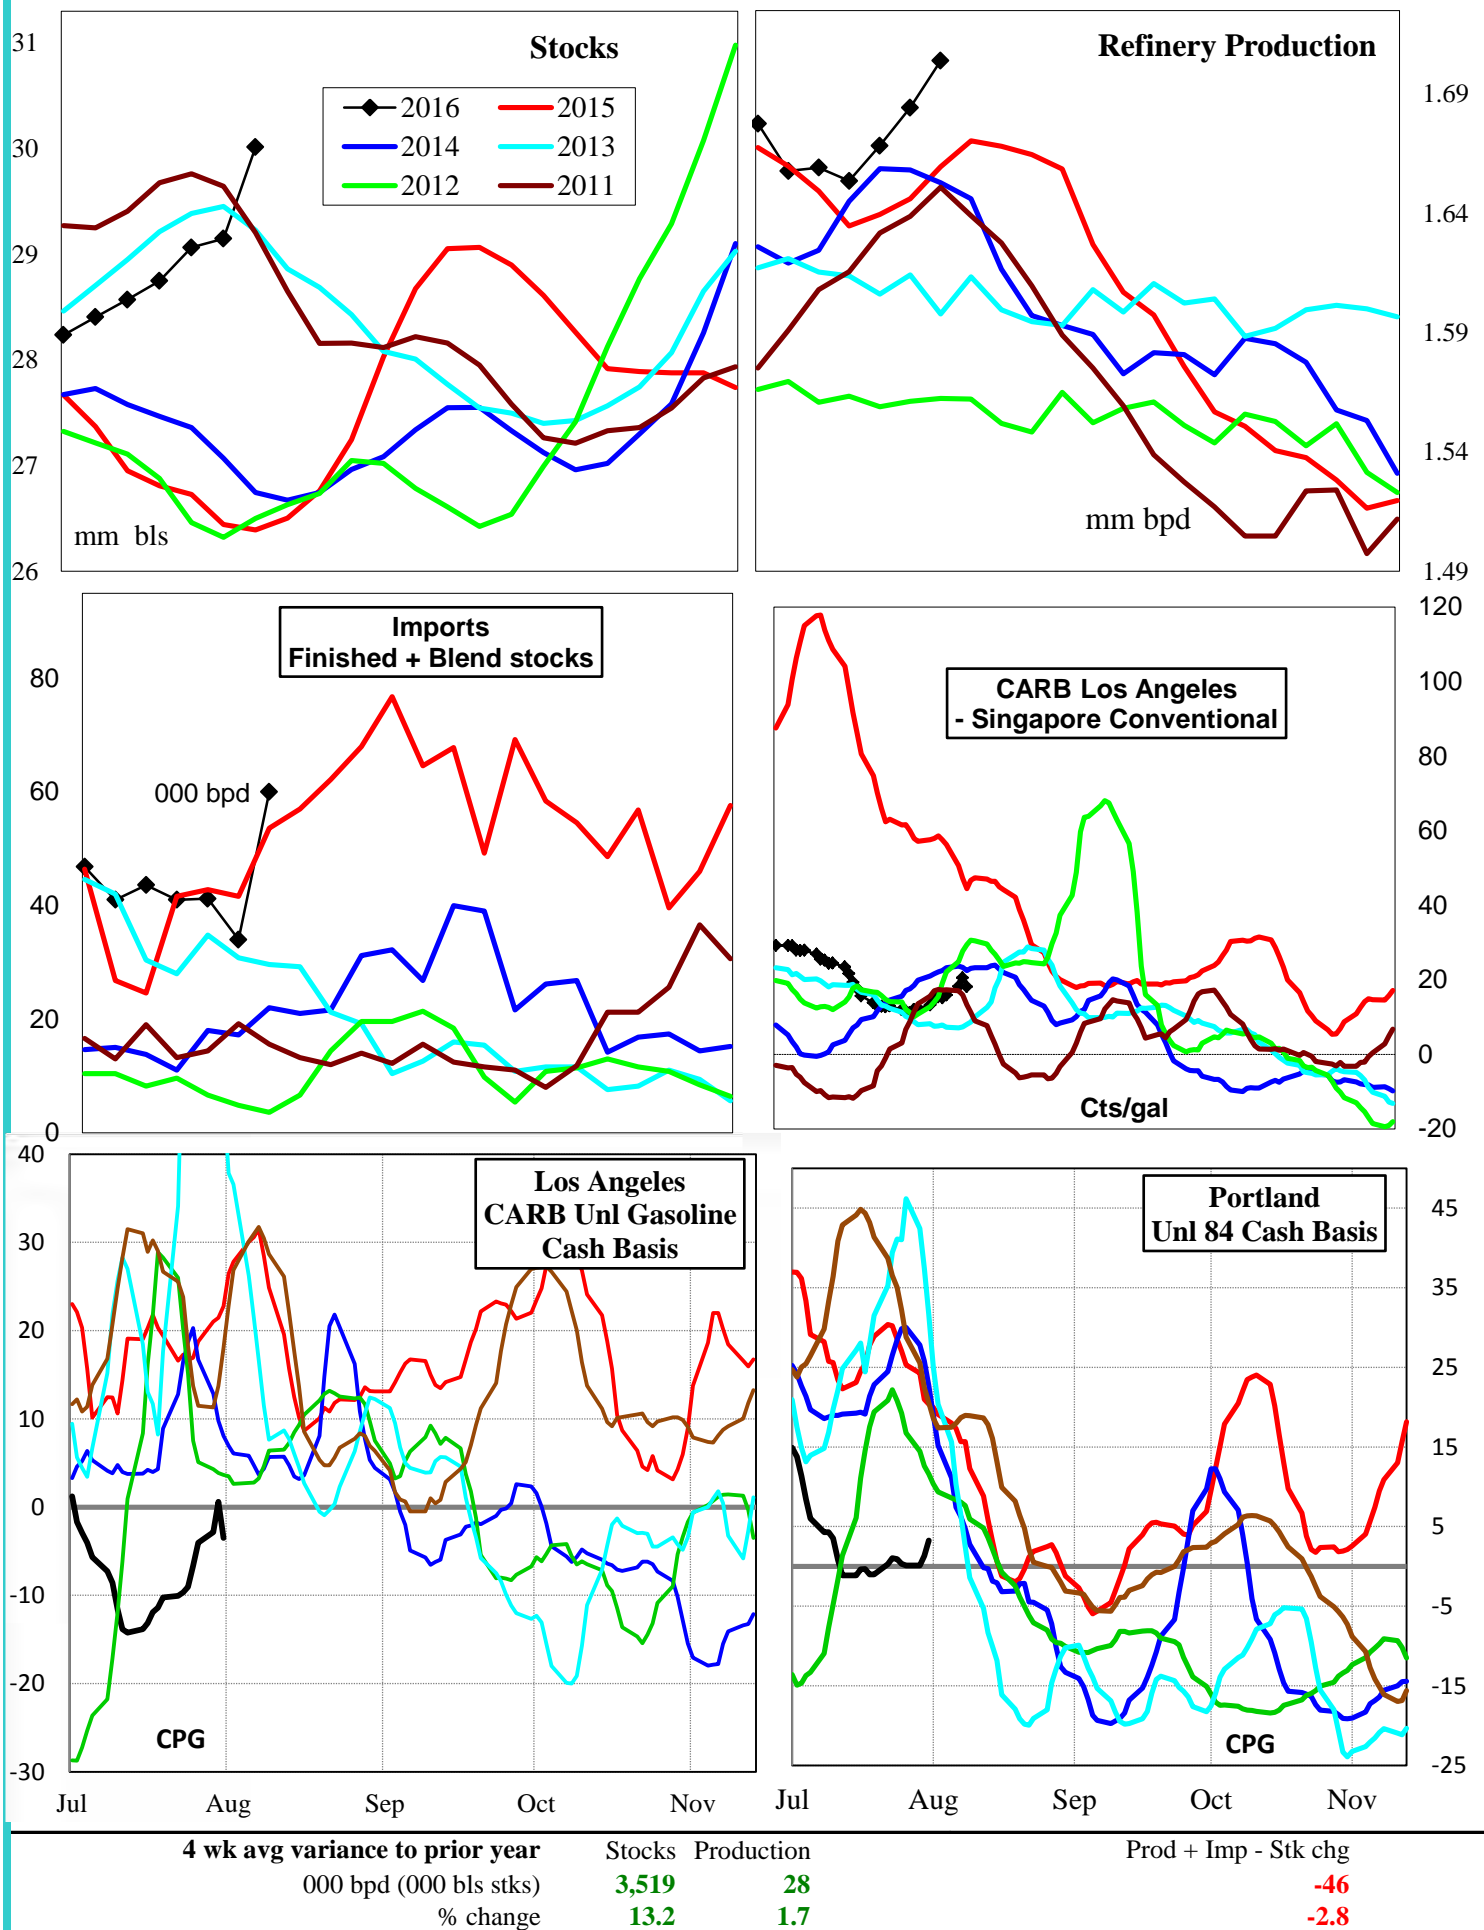 Stocks
31
30
29
28
27
26
2016
2015
2014
2013
2012
2011
mm bls
Refinery Production
1.69
1.64
1.59
1.54
1.49
mm bpd
Imports
Finished + Blend stocks
80
60
40
20
0
000 bpd
CARB Los Angeles
- Singapore Conventional
120
100
80
60
40
20
0
-20
Cts/gal
Los Angeles
CARB Unl Gasoline
Cash Basis
40
30
20
10
0
-10
-20
-30
CPG
Jul
Aug
Sep
Oct
Nov
Portland
Unl 84 Cash Basis
45
35
25
15
5
-5
-15
-25
CPG
Jul
Aug
Sep
Oct
Nov
4 wk avg variance to prior year Stocks Production Prod + Imp - Stk chg
000 bpd (000 bls stks) 3,519 28 -46
% change 13.2 1.7 -2.8